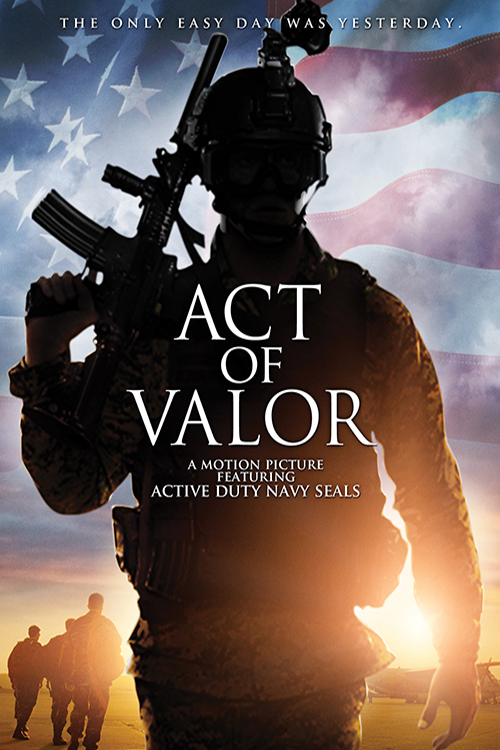 THE ONLY EASY DAY WAS YESTERDAY.
ACT
OF
VALOR
A MOTION PICTURE
FEATURING
ACTIVE DUTY NAVY SEALS